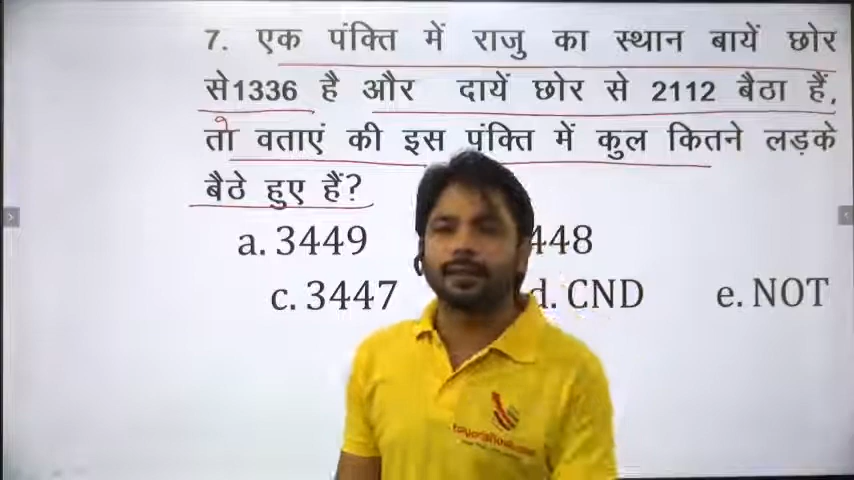 7. एक पंक्ति में राजु का स्थान बायें छोर
से1336 है और दायें छोर से 2112 बैठा हैं,
तो वताएं की इस पंक्ति में कुल कितने लड़के
बैठे हुए हैं?
a. 3449 448
c. 3447 d. CND e. NOT